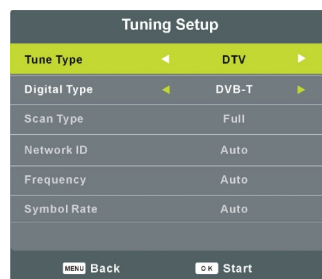 Tuning Setup
Tune Type DTV
Digital Type DVB-T
Scan Type Full
Network ID Auto
Frequency Auto
Symbol Rate Auto
MENU Back OK Start